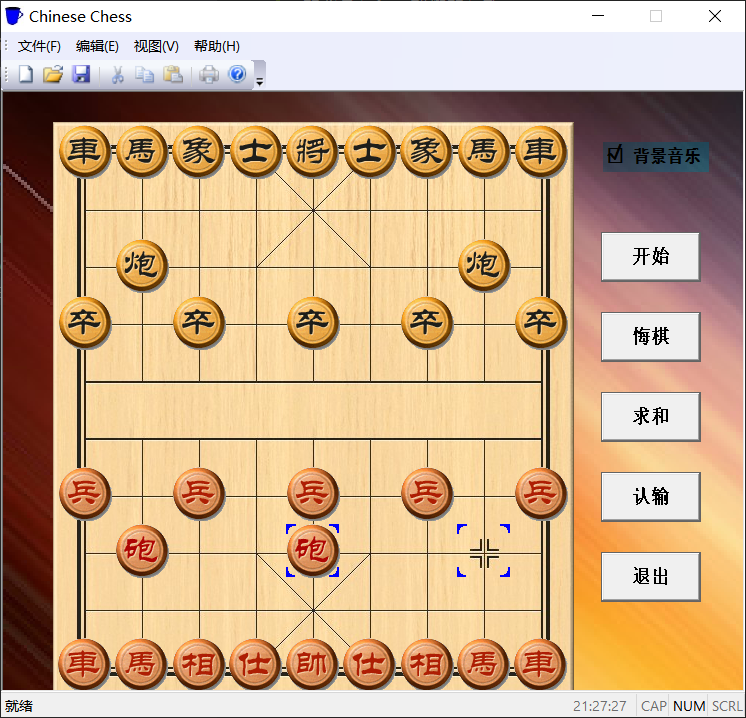 Chinese Chess
文件(F) 编辑(E) 视图(V) 帮助(H)
車 馬 象 士 將 士 象 馬 車
背景音乐
炮 炮
开始
卒 卒 卒 卒 卒
悔棋
求和
兵 兵 兵 兵 兵
认输
砲 砲
退出
車 馬 相 仕 帥 仕 相 馬 車
就绪 21:27:27 CAP NUM SCRL